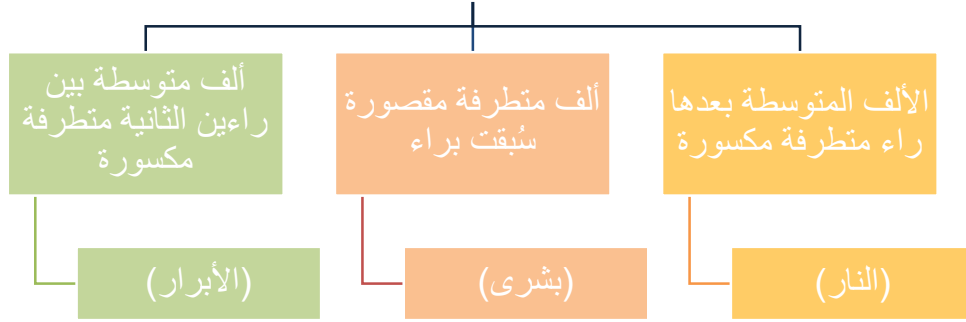 الألف المتوسطة بعدها
راء متطرفة مكسورة
(النار)
ألف متطرفة مقصورة
سُبقت براء
(بشرى)
ألف متوسطة بين
راءين الثانية متطرفة
مكسورة
(الأبرار)